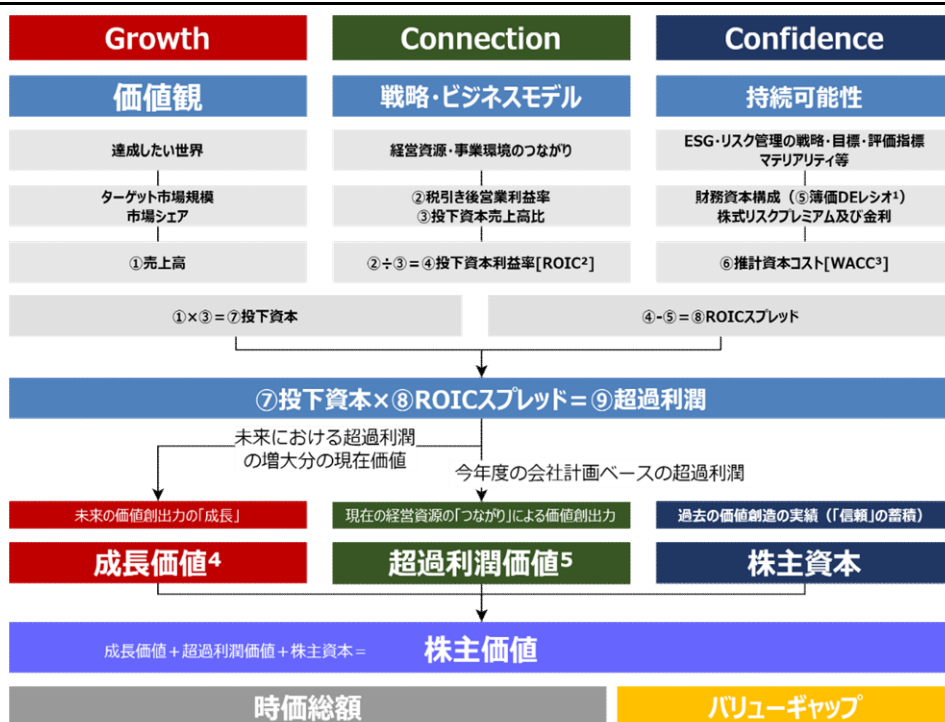 Growth
Connection
Confidence
価値観
戦略・ビジネスモデル
持続可能性
達成したい世界
経営資源・事業環境のつながり
ESG・リスク管理の戦略・目標・評価指標
マテリアリティ等
ターゲット市場規模
市場シェア
②税引き後営業利益率
③投下資本売上高比
財務資本構成（⑤簿価DEレシオ¹）
株式リスクプレミアム及び金利
①売上高
②÷③＝④投下資本利益率[ROIC²]
⑥推計資本コスト[WACC³]
①×③＝⑦投下資本
④-⑤＝⑧ROICスプレッド
⑦投下資本×⑧ROICスプレッド＝⑨超過利潤
未来における超過利潤
の増大分の現在価値
今年度の会社計画ベースの超過利潤
未来の価値創出力の「成長」
現在の経営資源の「つながり」による価値創出力
過去の価値創造の実績（「信頼」の蓄積）
成長価値⁴
超過利潤価値⁵
株主資本
成長価値＋超過利潤価値＋株主資本＝ 株主価値
時価総額
バリューギャップ